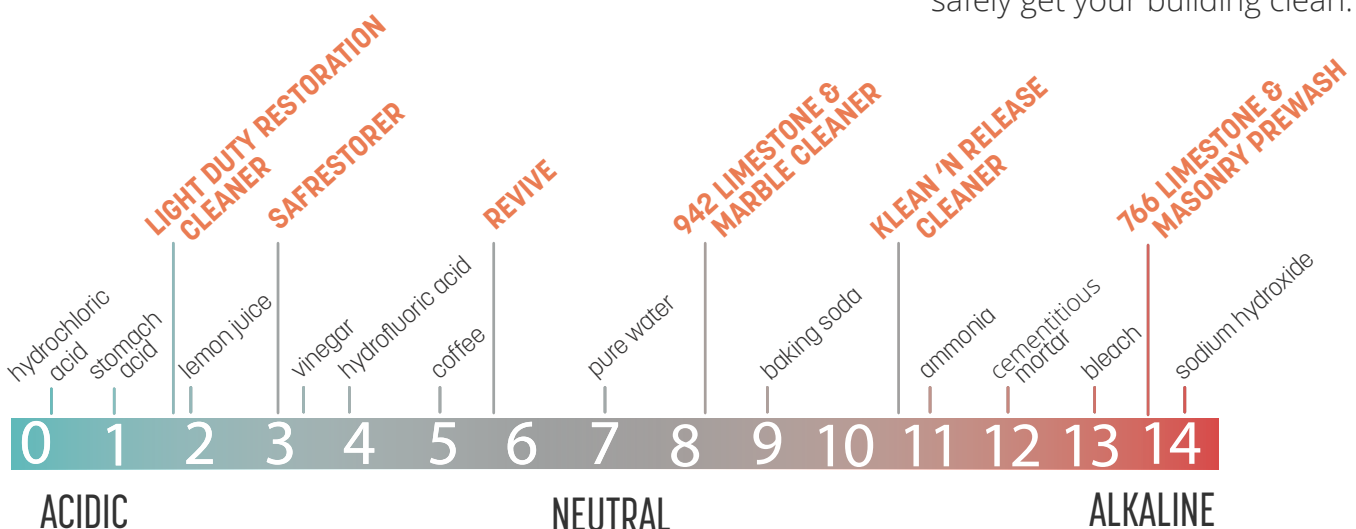 safely get your building clean.
LIGHT DUTY RESTORATION
CLEANER
SAFRESTORER
REVIVE
942 LIMESTONE &
MARBLE CLEANER
KLEAN ‘N RELEASE
CLEANER
766 LIMESTONE &
MASONRY PREWASH
hydrochloric
acid
stomach
acid
lemon juice
vinegar
hydrofluoric acid
coffee
pure water
baking soda
ammonia
cementitious
mortar
bleach
sodium hydroxide
0 1 2 3 4 5 6 7 8 9 10 11 12 13 14
ACIDIC NEUTRAL ALKALINE